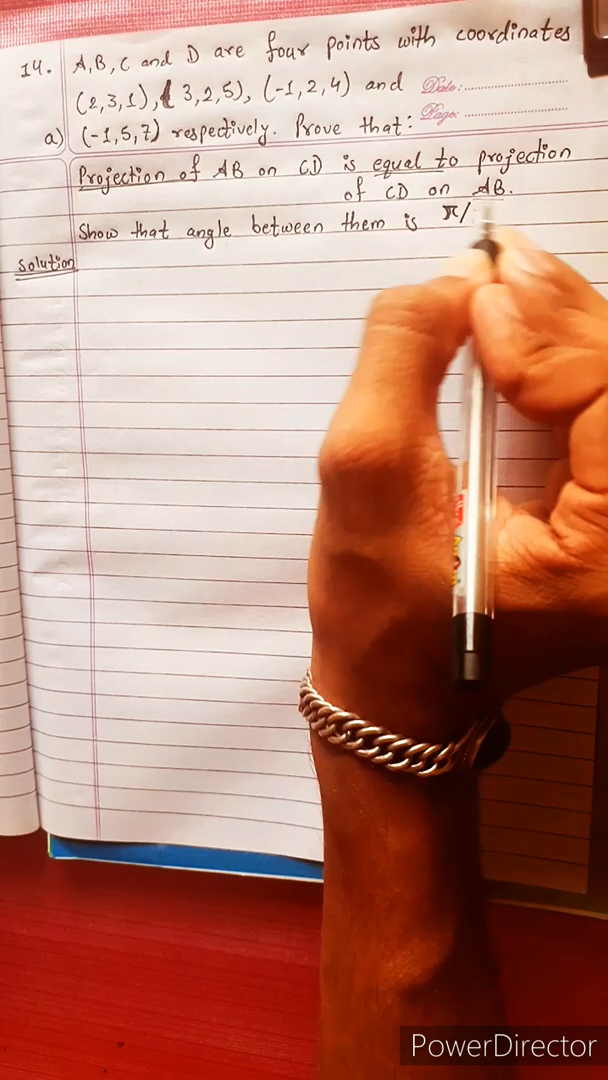 14. A, B, C and D are four points with coordinates
(2,3,1), (3,2,5), (-1,2,4) and Date:
a) (-1,5,7) respectively. Prove that: Page:
Projection of AB on CD is equal to projection
of CD on AB.
Show that angle between them is π/
Solution
PowerDirector